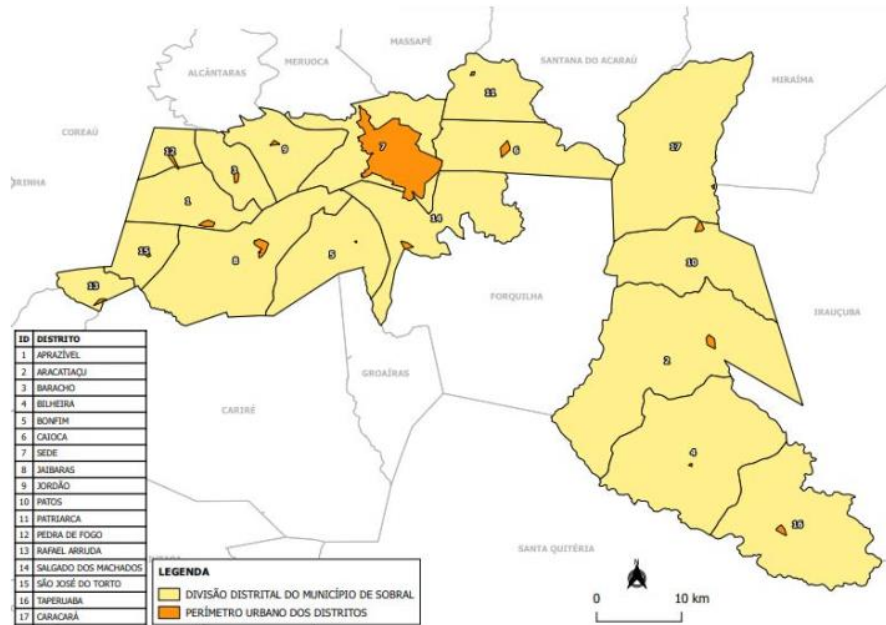 MASSAPÊ
MERUOCA
SANTANA DO ACARAÚ
ALCÂNTARAS
MIRAÍMA
11
COREAÚ
12
9
7
6
17
3
IRINHA
1
14
15
8
5
10
13
FORQUILHA
IRAUÇUBA
2
GROAÍRAS
CARIRÉ
4
16
SANTA QUITÉRIA
ID DISTRITO
1 APRAZÍVEL
2 ARACATIAÇU
3 BARACHO
4 BILHEIRA
5 BONFIM
6 CAIOCA
7 SEDE
8 JAIBARAS
9 JORDÃO
10 PATOS
11 PATRIARCA
12 PEDRA DE FOGO
13 RAFAEL ARRUDA
14 SALGADO DOS MACHADOS
15 SÃO JOSÉ DO TORTO
16 TAPERUABA
17 CARACARÁ
LEGENDA
DIVISÃO DISTRITAL DO MUNICÍPIO DE SOBRAL
PERÍMETRO URBANO DOS DISTRITOS
N
0 10 km